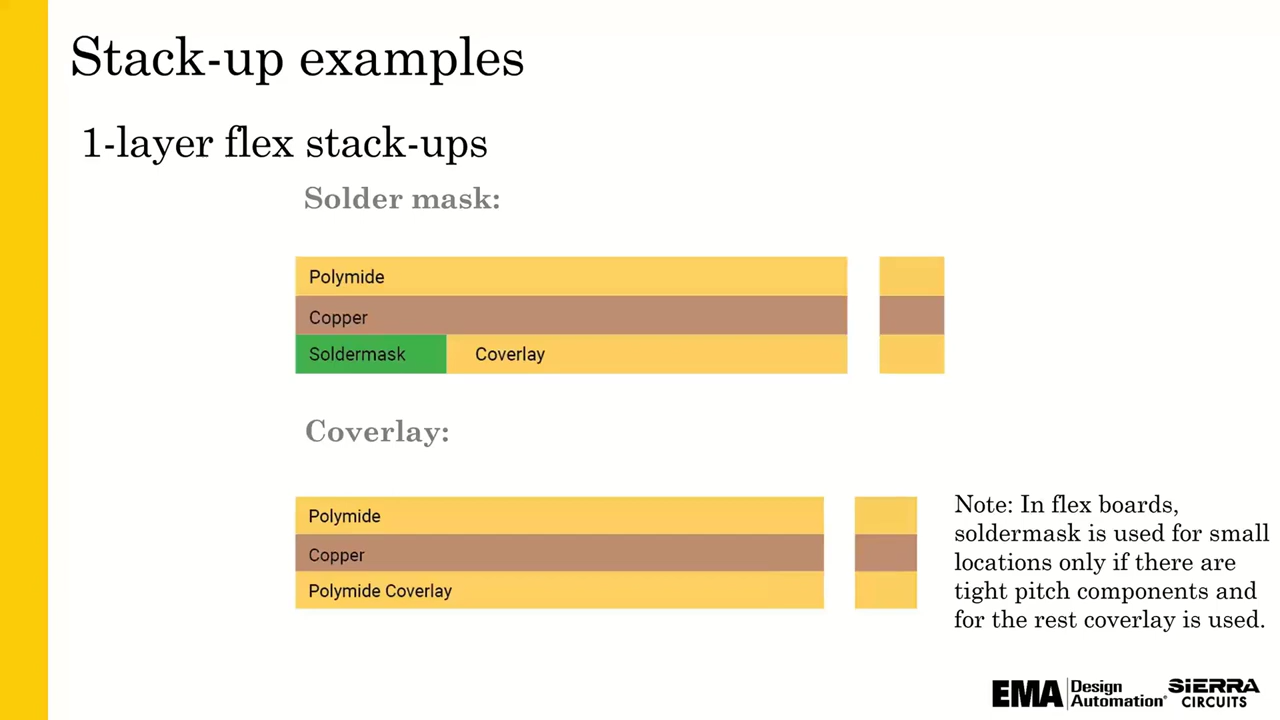 Stack-up examples
1-layer flex stack-ups
Solder mask:
Polymide
Copper
Soldermask Coverlay
Coverlay:
Polymide
Copper
Polymide Coverlay
Note: In flex boards,
soldermask is used for small
locations only if there are
tight pitch components and
for the rest coverlay is used.
EMA Design Automation®
SIERRA CIRCUITS